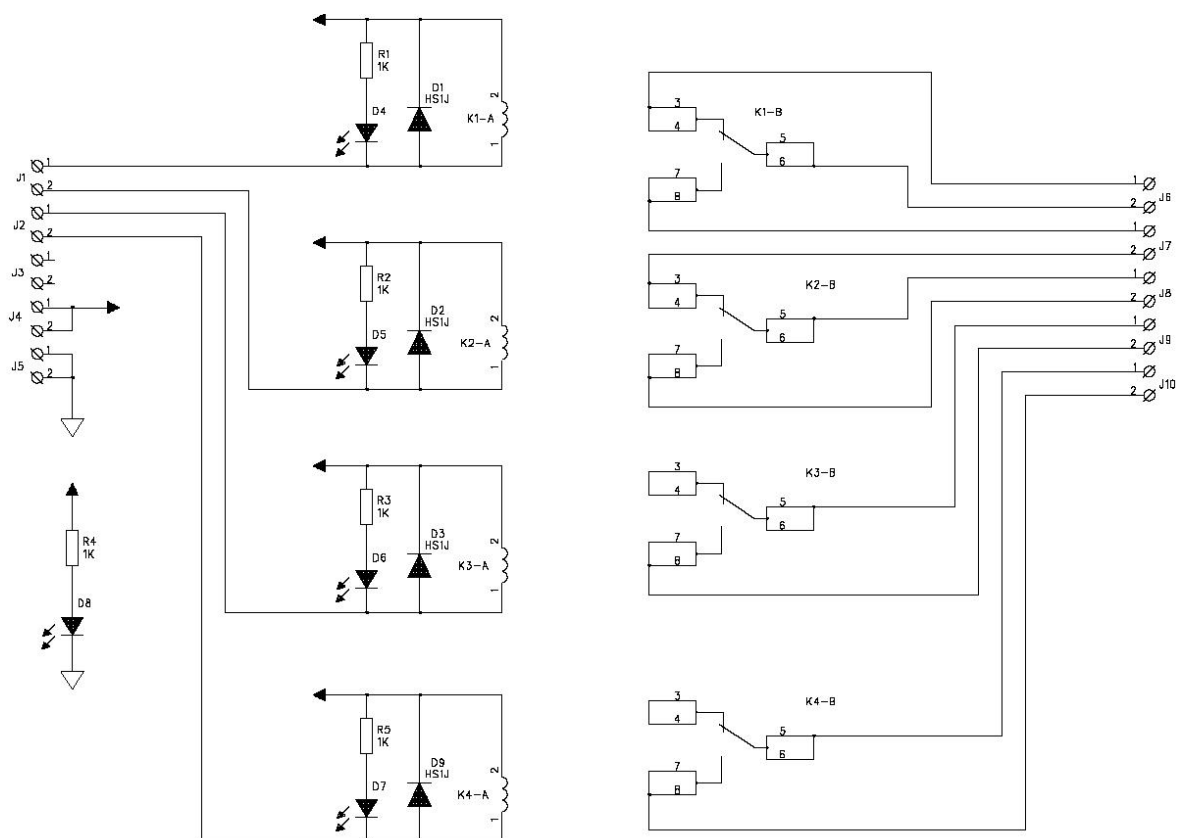 R1
1K
D4
D1
HS1J
2
K1-A
1
1
J1
2
1
J2
2
1
J3
2
1
J4
2
1
J5
2
R2
1K
D5
D2
HS1J
2
K2-A
1
R3
1K
D6
D3
HS1J
2
K3-A
1
R4
1K
D8
R5
1K
D7
D9
HS1J
2
K4-A
1
3
4
K1-B
5
6
7
8
3
4
K2-B
5
6
7
8
3
4
K3-B
5
6
7
8
3
4
K4-B
5
6
7
8
1
2
J6
1
2
J7
1
2
J8
1
2
J9
1
2
J10